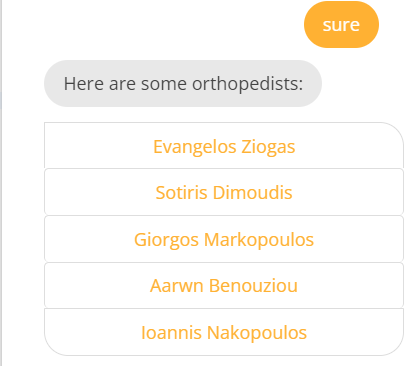 sure
Here are some orthopedists:
Evangelos Ziogas
Sotiris Dimoudis
Giorgos Markopoulos
Aarwn Benouziou
Ioannis Nakopoulos